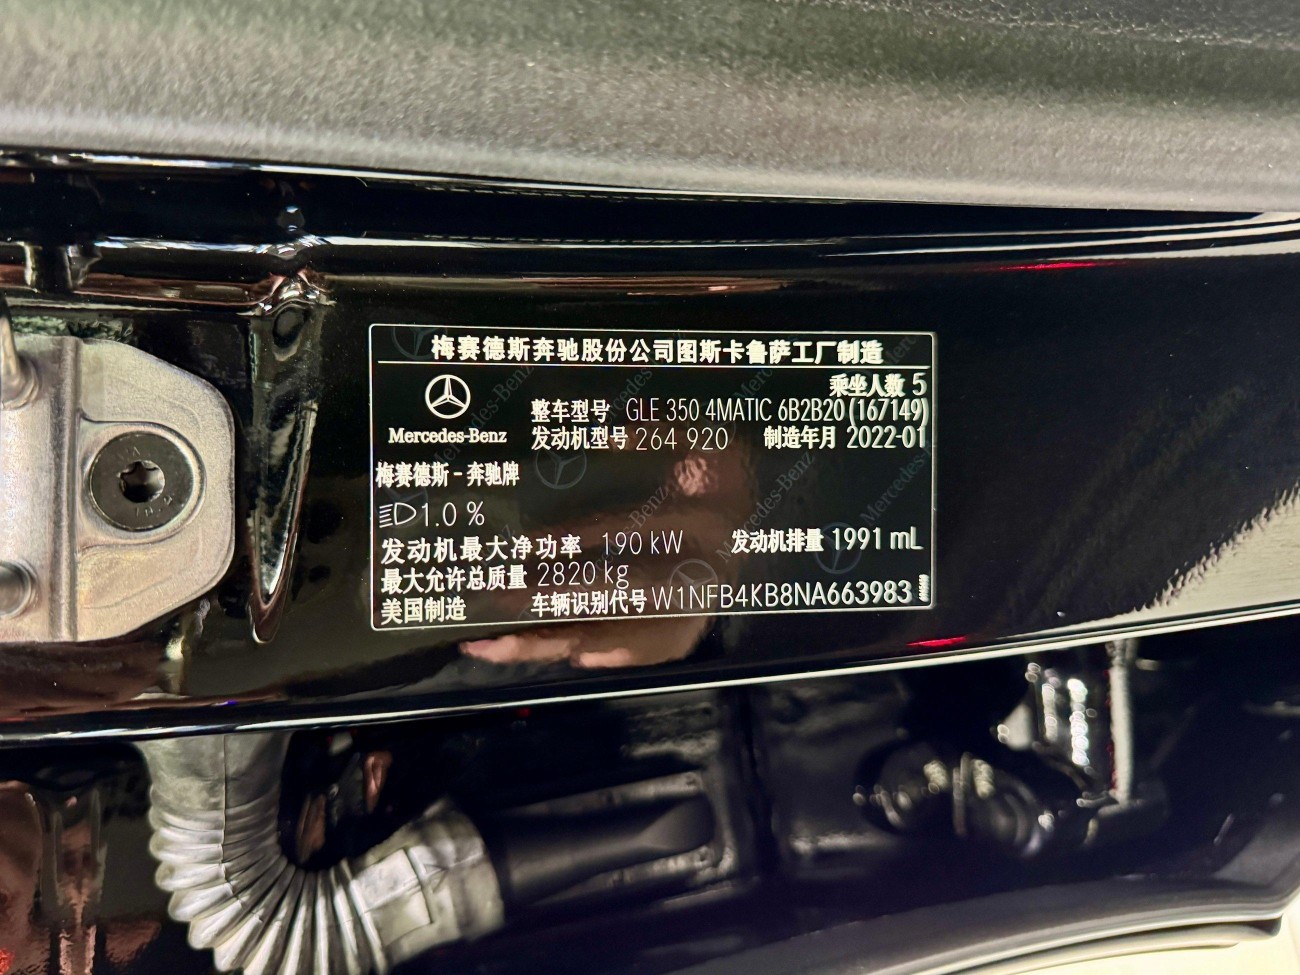 梅赛德斯奔驰股份公司图斯卡鲁萨工厂制造
乘坐人数 5
整车型号 GLE 350 4MATIC 6B2B20 (167149)
Mercedes-Benz
发动机型号 264 920 制造年月 2022-01
梅赛德斯－奔驰牌
1.0 %
发动机最大净功率 190 kW 发动机排量 1991 mL
最大允许总质量 2820 kg
美国制造 车辆识别代号 W1NFB4KB8NA663983